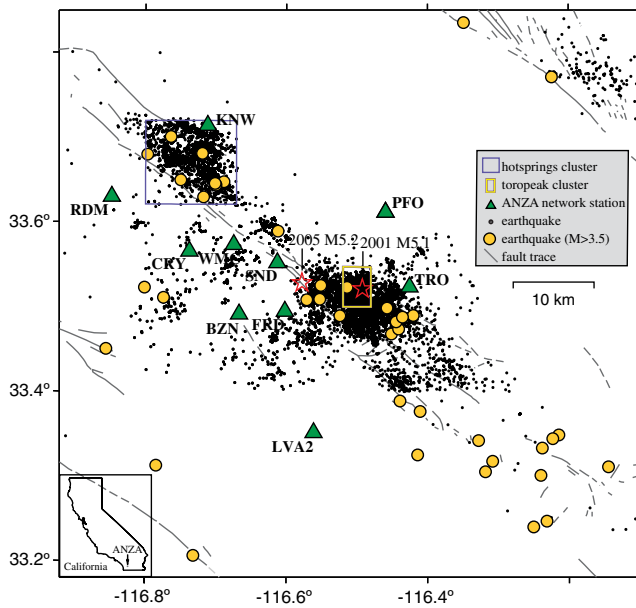 KNW
hotsprings cluster
toropeak cluster
ANZA network station
earthquake
earthquake (M>3.5)
fault trace
10 km
RDM
PFO
33.6°
2005 M5.2
2001 M5.1
CRY
WMC
SND
TRO
BZN
FRD
33.4°
LVA2
ANZA
California
33.2°
-116.8°
-116.6°
-116.4°